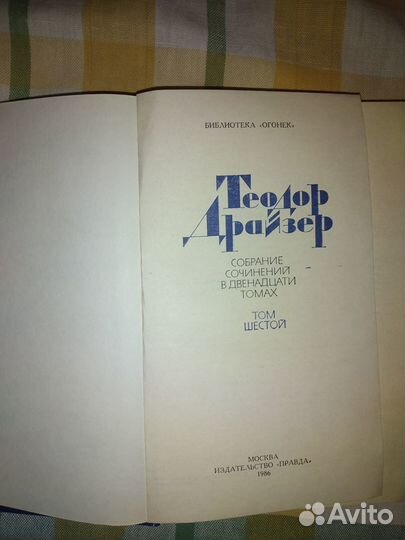 БИБЛИОТЕКА «ОГОНЕК»
Теодор
Драйзер
СОБРАНИЕ
СОЧИНЕНИЙ
В ДВЕНАДЦАТИ
ТОМАХ
ТОМ
ШЕСТОЙ
МОСКВА
ИЗДАТЕЛЬСТВО «ПРАВДА»
1986
Avito